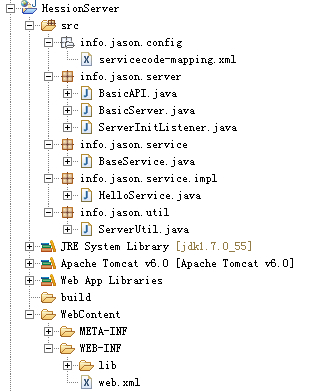 HessionServer
src
info.jason.config
servicecode-mapping.xml
info.jason.server
BasicAPI.java
BasicServer.java
ServerInitListener.java
info.jason.service
BaseService.java
info.jason.service.impl
HelloService.java
info.jason.util
ServerUtil.java
JRE System Library [jdk1.7.0_55]
Apache Tomcat v6.0 [Apache Tomcat v6.0]
Web App Libraries
build
WebContent
META-INF
WEB-INF
lib
web.xml